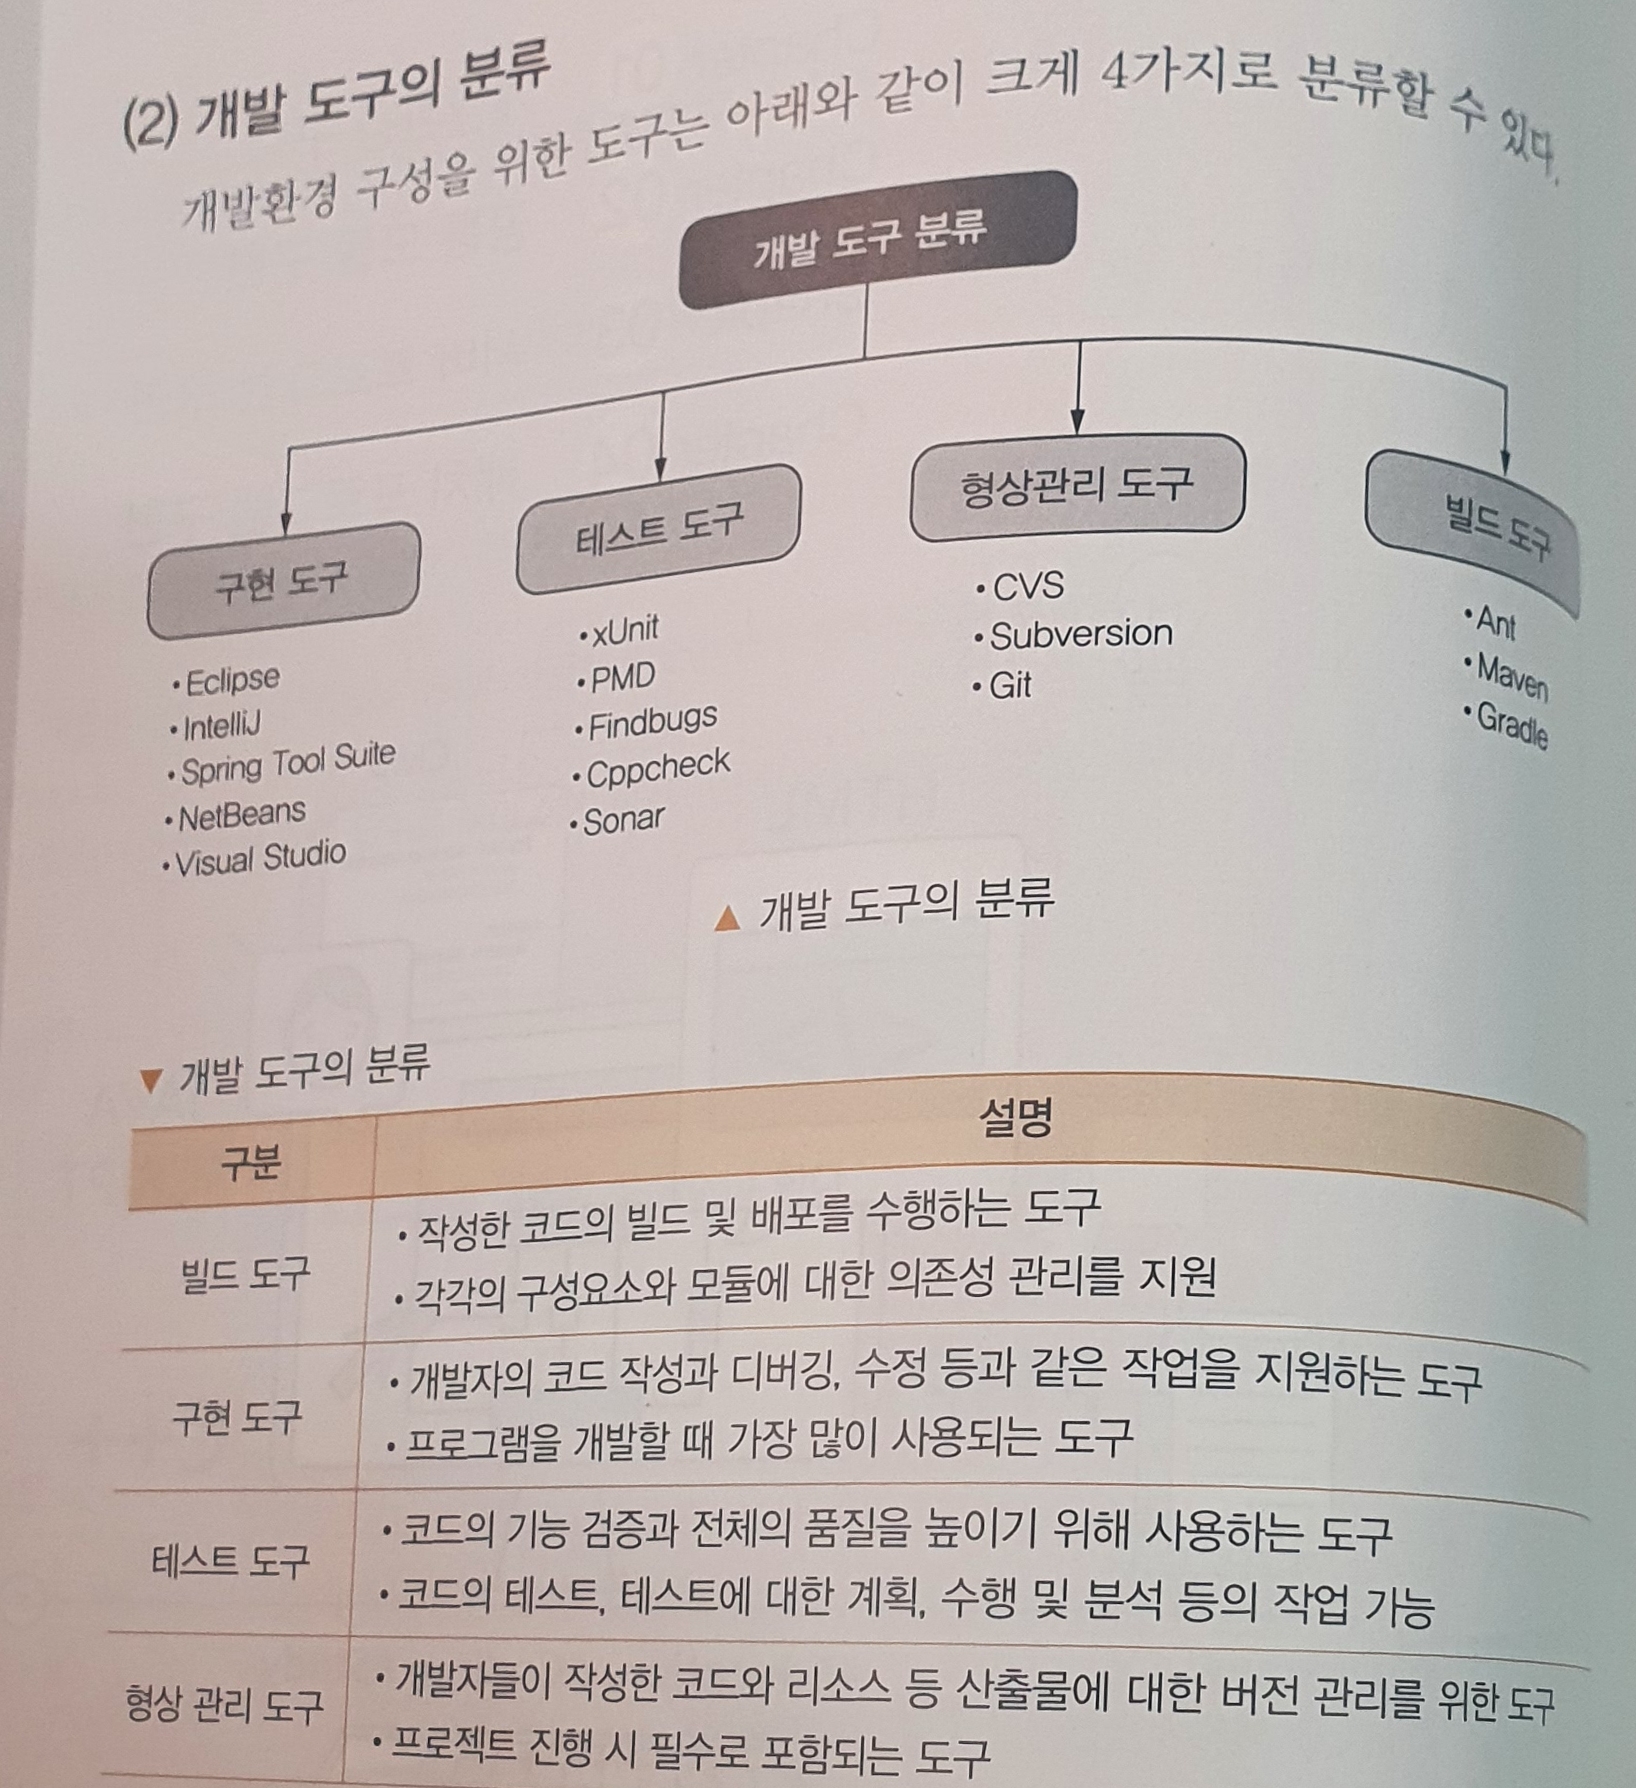 (2) 개발 도구의 분류
개발환경 구성을 위한 도구는 아래와 같이 크게 4가지로 분류할 수 있다.
개발 도구 분류
구현 도구
• Eclipse
• IntelliJ
• Spring Tool Suite
• NetBeans
• Visual Studio
테스트 도구
• xUnit
• PMD
• Findbugs
• Cppcheck
• Sonar
형상관리 도구
• CVS
• Subversion
• Git
빌드 도구
• Ant
• Maven
• Gradle
▲ 개발 도구의 분류
▼ 개발 도구의 분류
구분 설명
빌드 도구
• 작성한 코드의 빌드 및 배포를 수행하는 도구
• 각각의 구성요소와 모듈에 대한 의존성 관리를 지원
구현 도구
• 개발자의 코드 작성과 디버깅, 수정 등과 같은 작업을 지원하는 도구
• 프로그램을 개발할 때 가장 많이 사용되는 도구
테스트 도구
• 코드의 기능 검증과 전체의 품질을 높이기 위해 사용하는 도구
• 코드의 테스트, 테스트에 대한 계획, 수행 및 분석 등의 작업 가능
형상 관리 도구
• 개발자들이 작성한 코드와 리소스 등 산출물에 대한 버전 관리를 위한 도구
• 프로젝트 진행 시 필수로 포함되는 도구